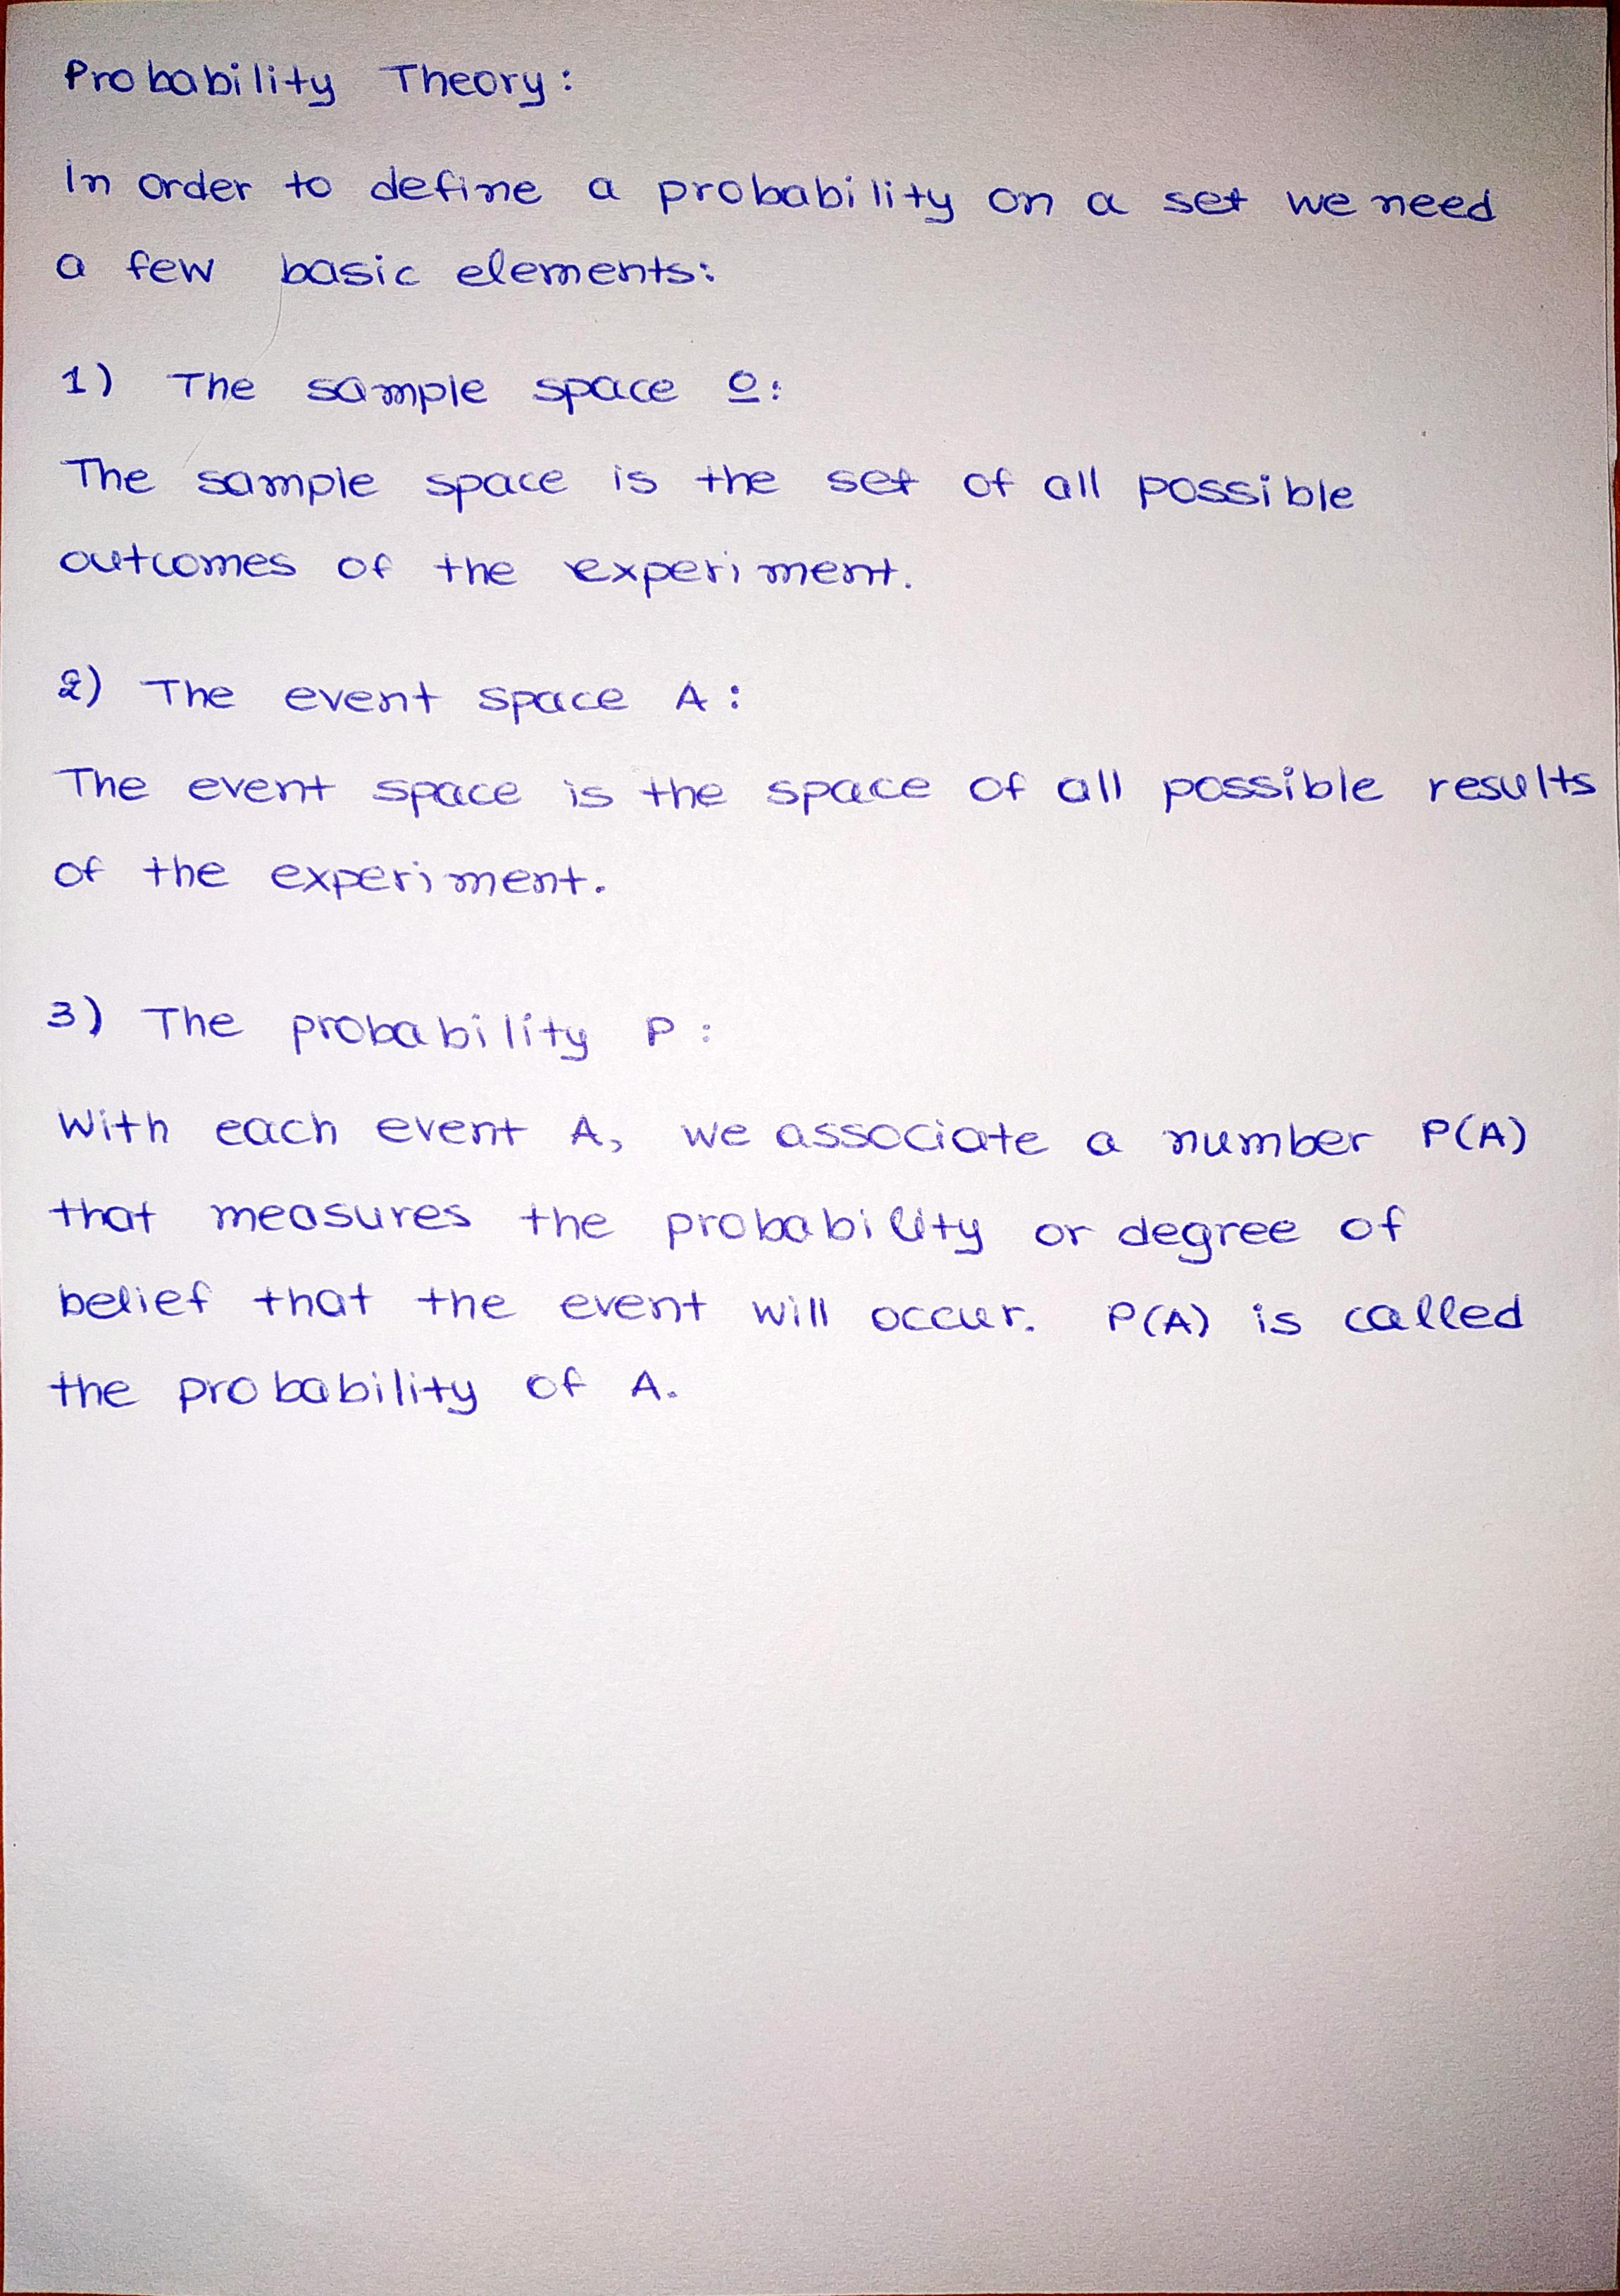 Probability Theory:
In order to define a probability on a set we need
a few basic elements:
1) The sample space Ω:
The sample space is the set of all possible
outcomes of the experiment.
2) The event space A:
The event space is the space of all possible results
of the experiment.
3) The probability P:
With each event A, we associate a number P(A)
that measures the probability or degree of
belief that the event will occur. P(A) is called
the probability of A.